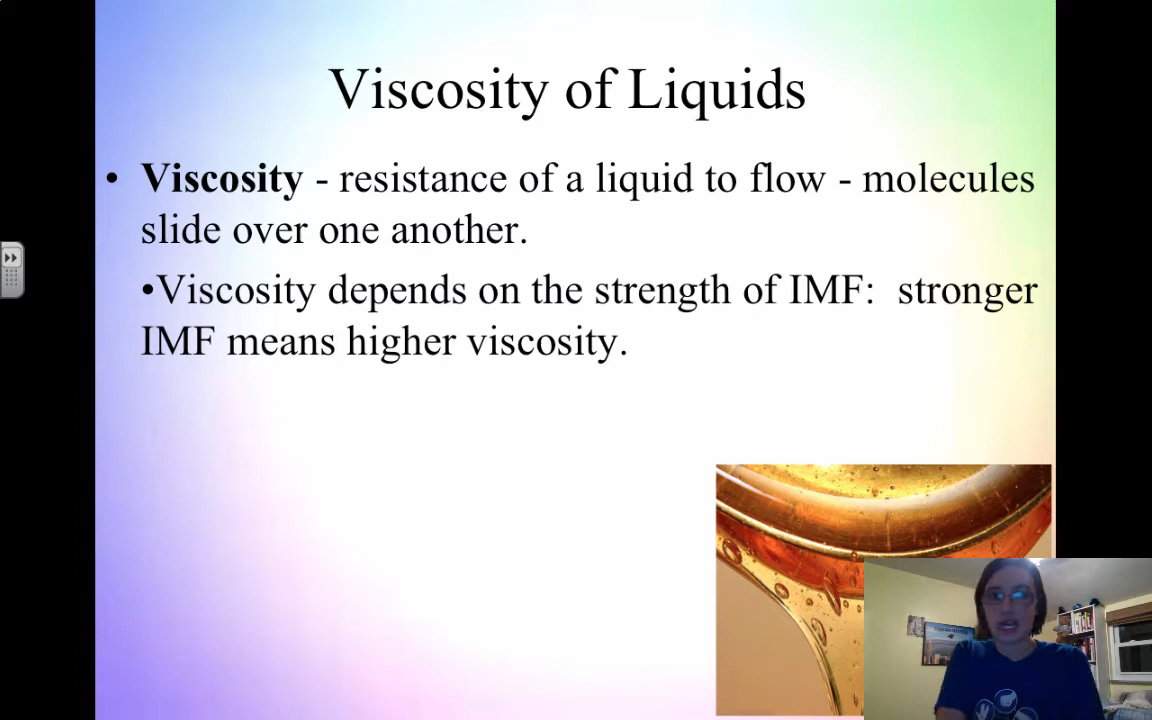 Viscosity of Liquids
• Viscosity - resistance of a liquid to flow - molecules
slide over one another.
•Viscosity depends on the strength of IMF:  stronger
IMF means higher viscosity.